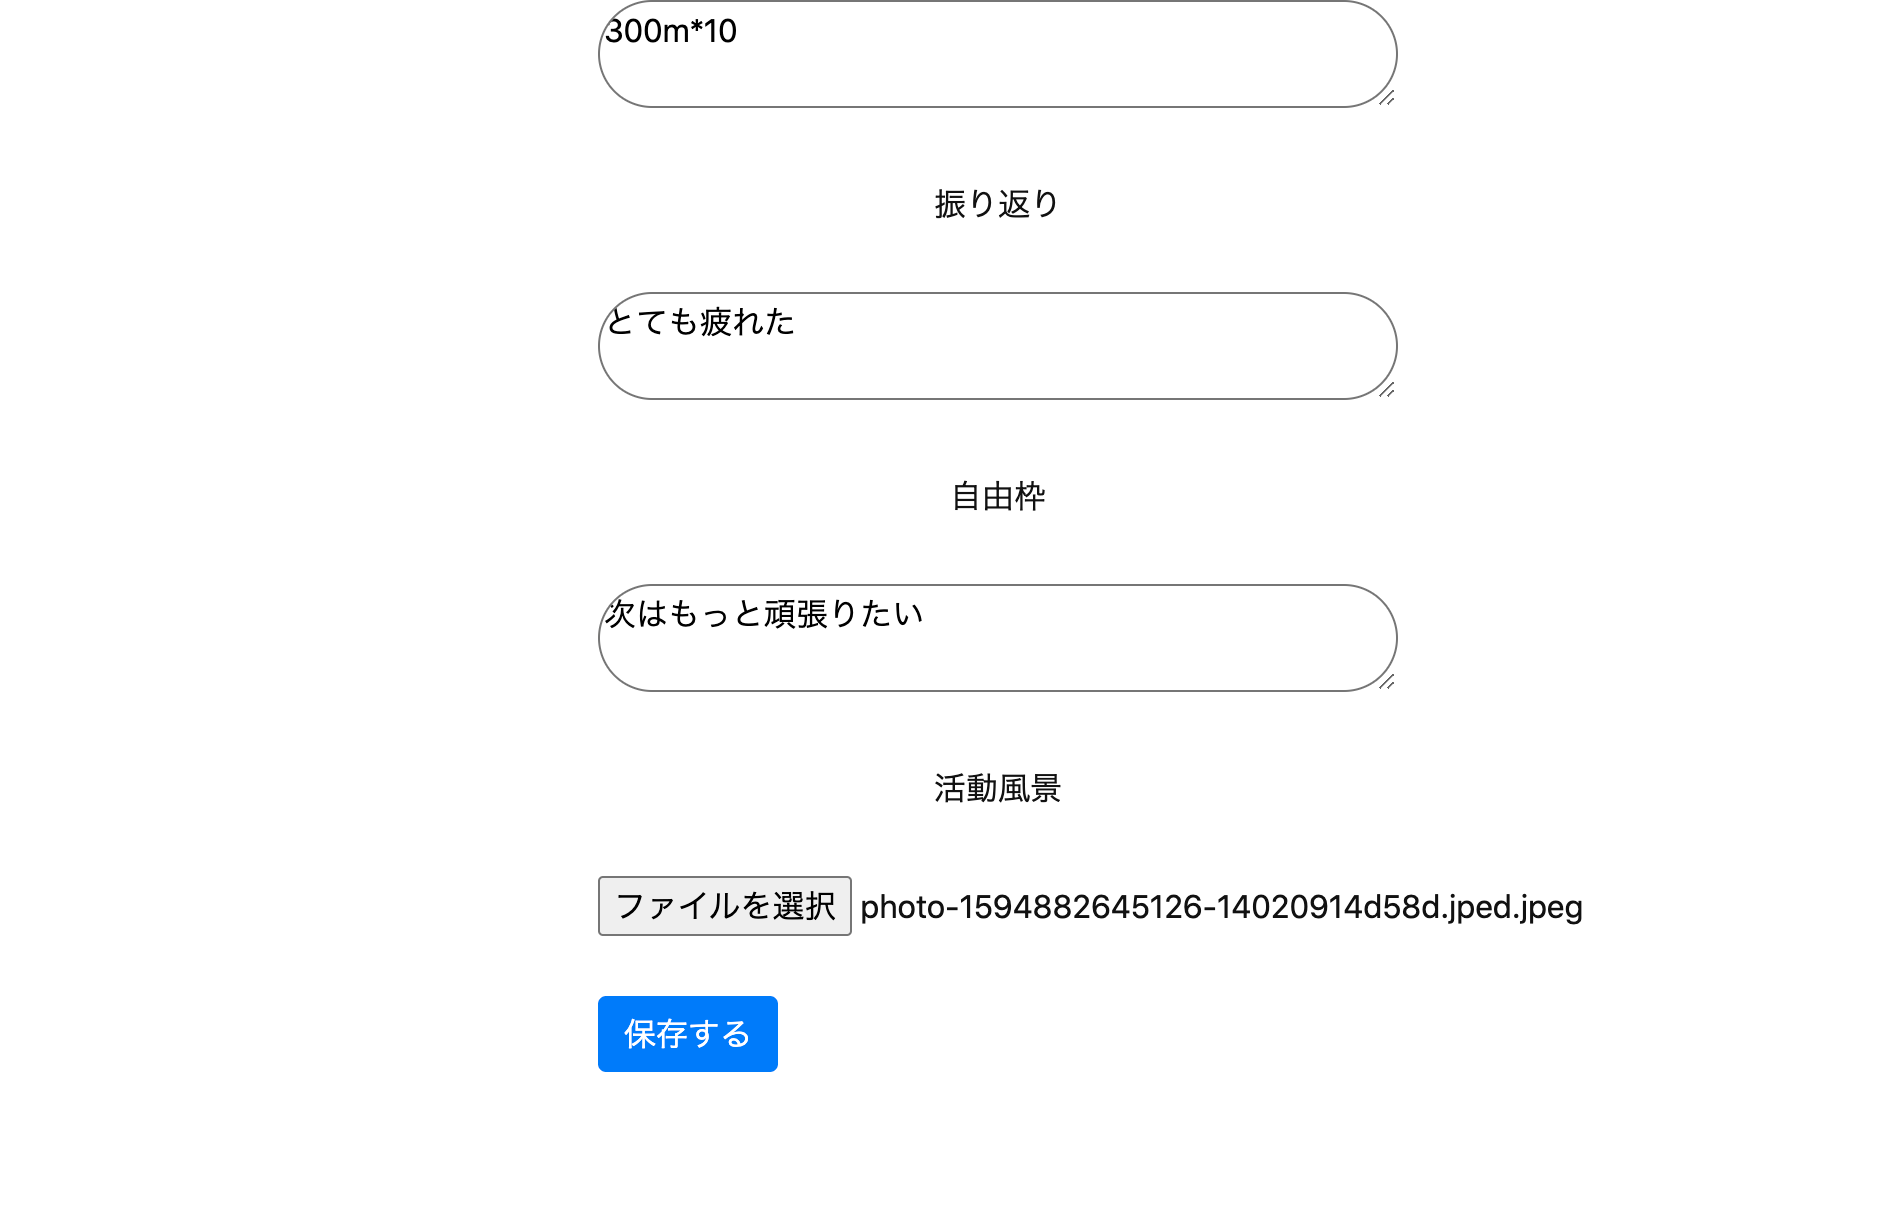 300m*10
振り返り
とても疲れた
自由枠
次はもっと頑張りたい
活動風景
ファイルを選択 photo-1594882645126-14020914d58d.jped.jpeg
保存する